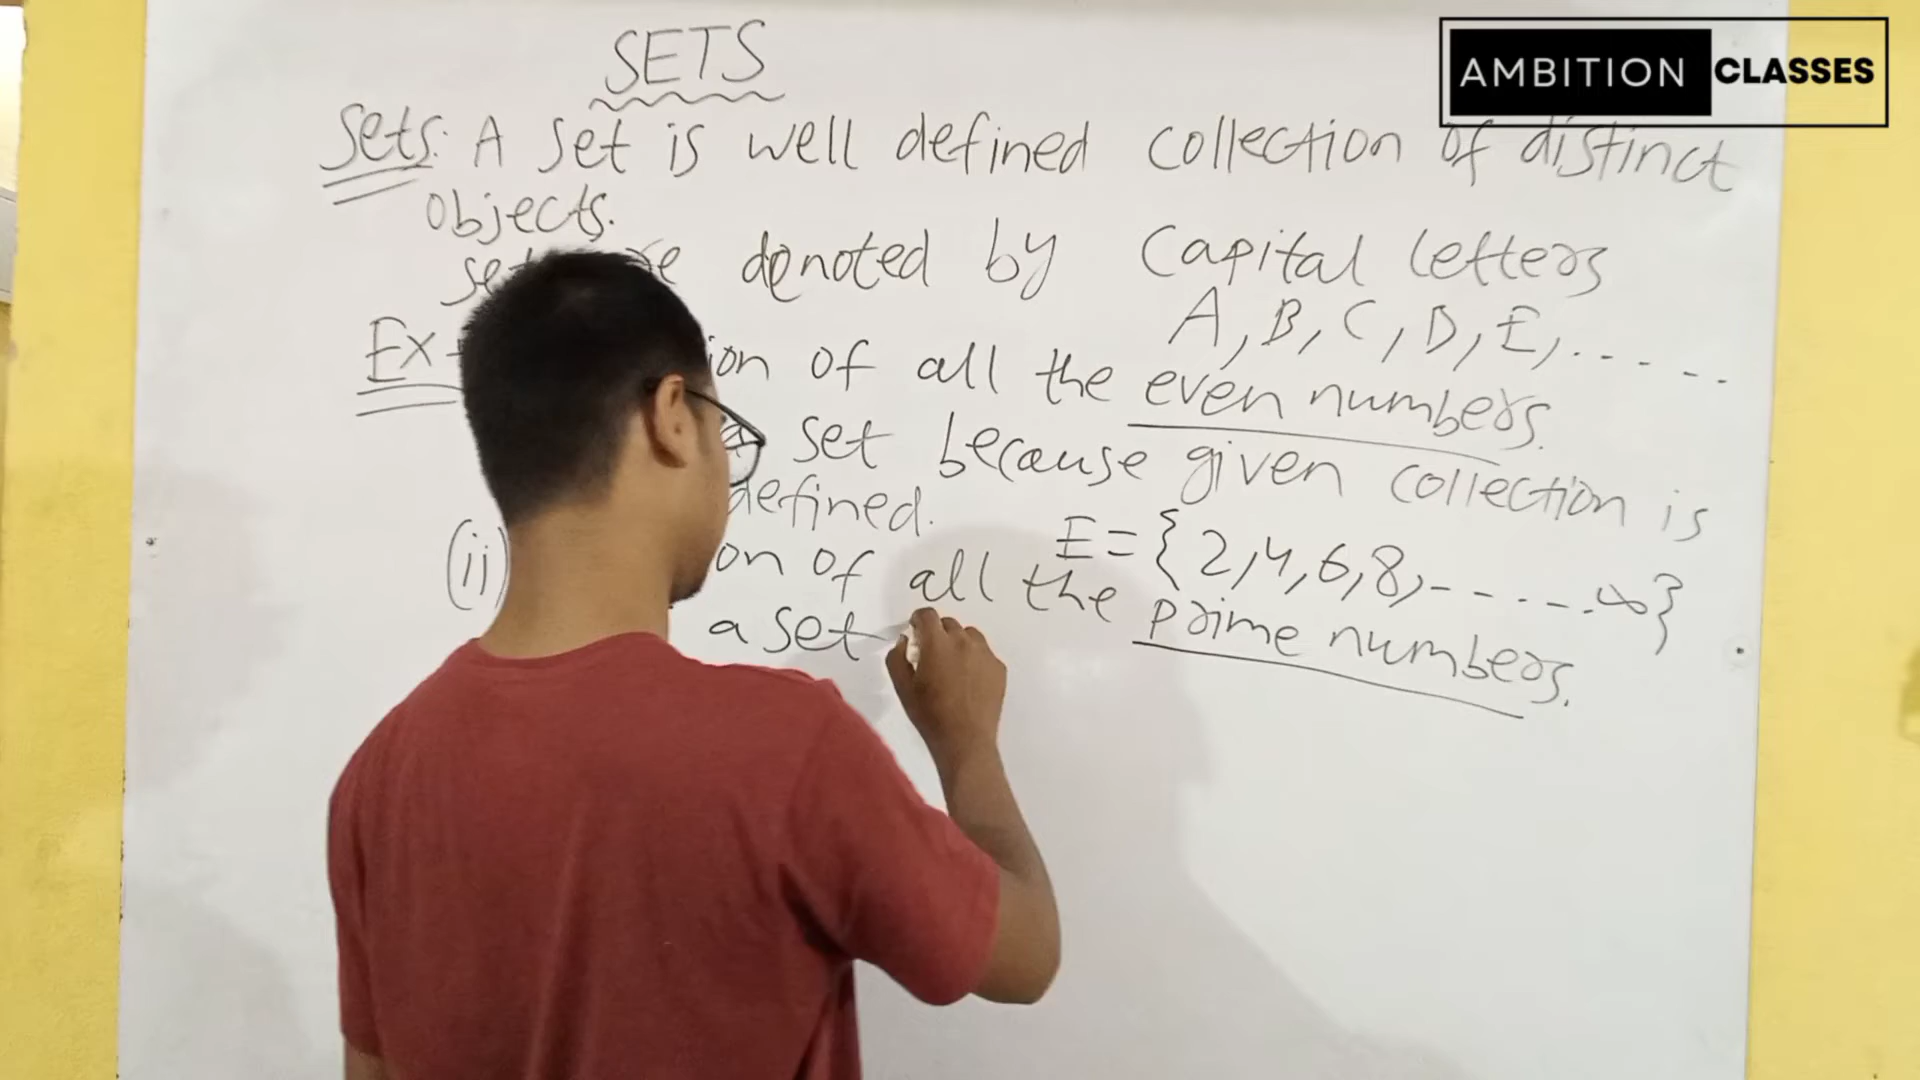 SETS
AMBITION CLASSES
Sets: A set is well defined collection of distinct
objects.
denoted by Capital letters
A, B, C, D, E, .....
Ex
of all the even numbers.
set because given collection is
defined.
E = {2,4,6,8,------∞}
(ii) of all the prime numbers.
a set